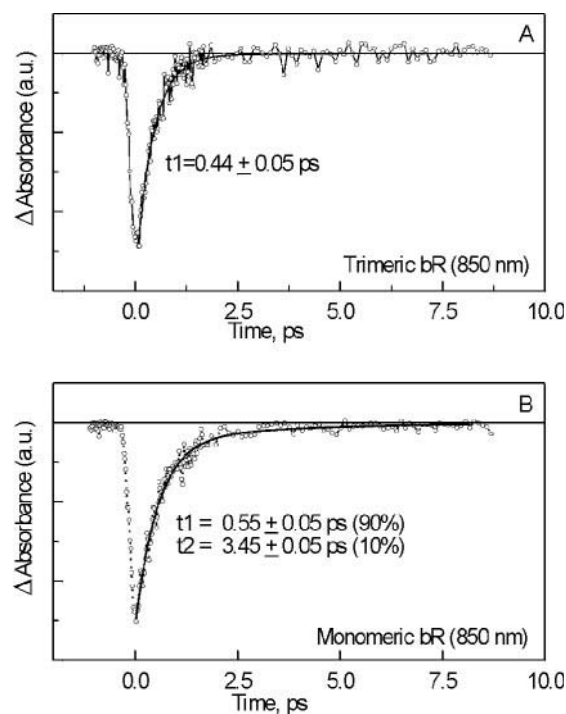 A
Δ Absorbance (a.u.)
t1=0.44 ± 0.05 ps
Trimeric bR (850 nm)
0.0 2.5 5.0 7.5 10.0
Time, ps
B
Δ Absorbance (a.u.)
t1 = 0.55 ± 0.05 ps (90%)
t2 = 3.45 ± 0.05 ps (10%)
Monomeric bR (850 nm)
0.0 2.5 5.0 7.5 10.0
Time, ps